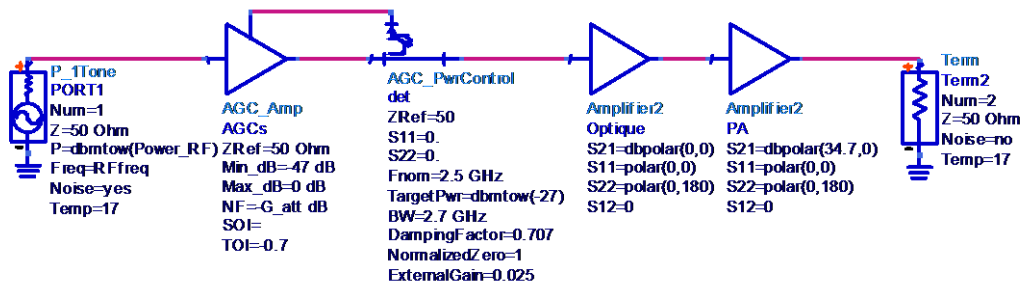 P_1Tone
PORT1
Num=1
Z=50 Ohm
P=dbmtow(Power_RF)
Freq=RFfreq
Noise=yes
Temp=17
AGC_Amp
AGCs
ZRef=50 Ohm
Min_dB=-47 dB
Max_dB=0 dB
NF=-G_att dB
SOI=
TOI=-0.7
AGC_PwrControl
det
ZRef=50
S11=0.
S22=0.
Fnom=2.5 GHz
TargetPwr=dbmtow(-27)
BW=2.7 GHz
DampingFactor=0.707
NormalizedZero=1
ExternalGain=0.025
Amplifier2
Optique
S21=dbpolar(0,0)
S11=polar(0,0)
S22=polar(0,180)
S12=0
Amplifier2
PA
S21=dbpolar(34.7,0)
S11=polar(0,0)
S22=polar(0,180)
S12=0
Term
Term2
Num=2
Z=50 Ohm
Noise=no
Temp=17